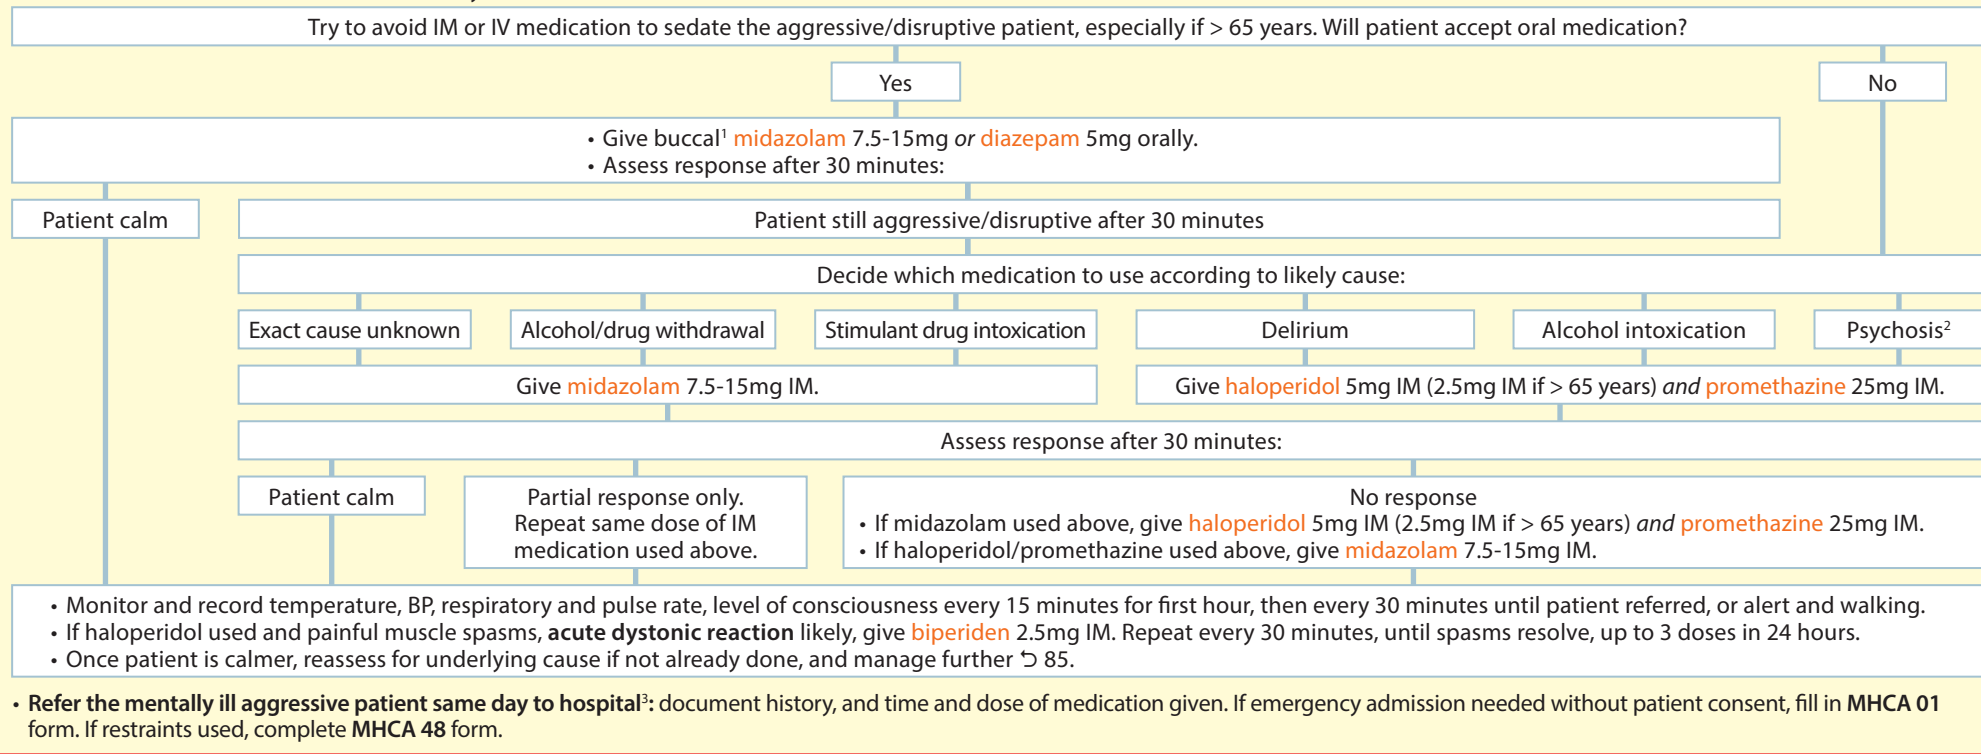 Try to avoid IM or IV medication to sedate the aggressive/disruptive patient, especially if > 65 years. Will patient accept oral medication?
Yes
No
• Give buccal¹ midazolam 7.5-15mg or diazepam 5mg orally.
• Assess response after 30 minutes:
Patient calm
Patient still aggressive/disruptive after 30 minutes
Decide which medication to use according to likely cause:
Exact cause unknown
Alcohol/drug withdrawal
Stimulant drug intoxication
Delirium
Alcohol intoxication
Psychosis²
Give midazolam 7.5-15mg IM.
Give haloperidol 5mg IM (2.5mg IM if > 65 years) and promethazine 25mg IM.
Assess response after 30 minutes:
Patient calm
Partial response only.
Repeat same dose of IM
medication used above.
No response
• If midazolam used above, give haloperidol 5mg IM (2.5mg IM if > 65 years) and promethazine 25mg IM.
• If haloperidol/promethazine used above, give midazolam 7.5-15mg IM.
• Monitor and record temperature, BP, respiratory and pulse rate, level of consciousness every 15 minutes for first hour, then every 30 minutes until patient referred, or alert and walking.
• If haloperidol used and painful muscle spasms, acute dystonic reaction likely, give biperiden 2.5mg IM. Repeat every 30 minutes, until spasms resolve, up to 3 doses in 24 hours.
• Once patient is calmer, reassess for underlying cause if not already done, and manage further ⮌ 85.
• Refer the mentally ill aggressive patient same day to hospital³: document history, and time and dose of medication given. If emergency admission needed without patient consent, fill in MHCA 01
form. If restraints used, complete MHCA 48 form.